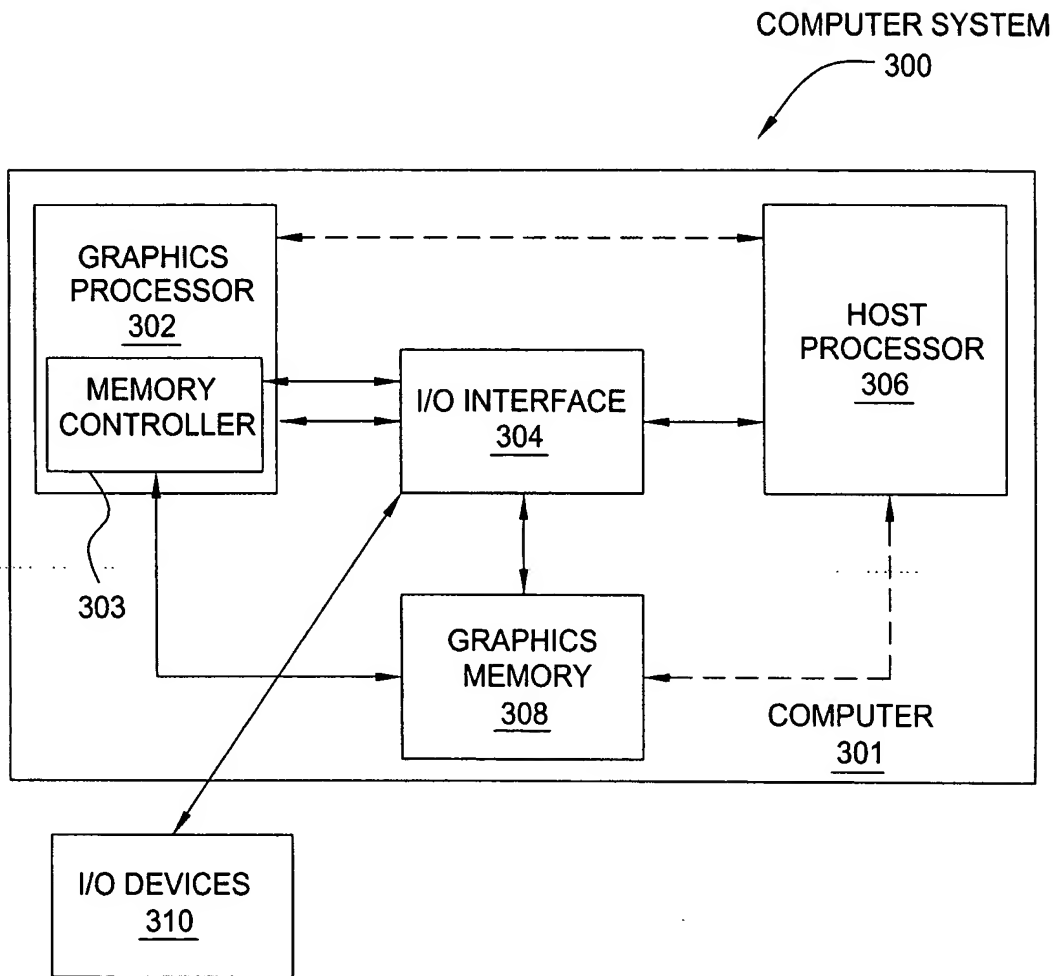 COMPUTER SYSTEM
300
GRAPHICS
PROCESSOR
302
MEMORY
CONTROLLER
303
I/O INTERFACE
304
HOST
PROCESSOR
306
GRAPHICS
MEMORY
308
COMPUTER
301
I/O DEVICES
310